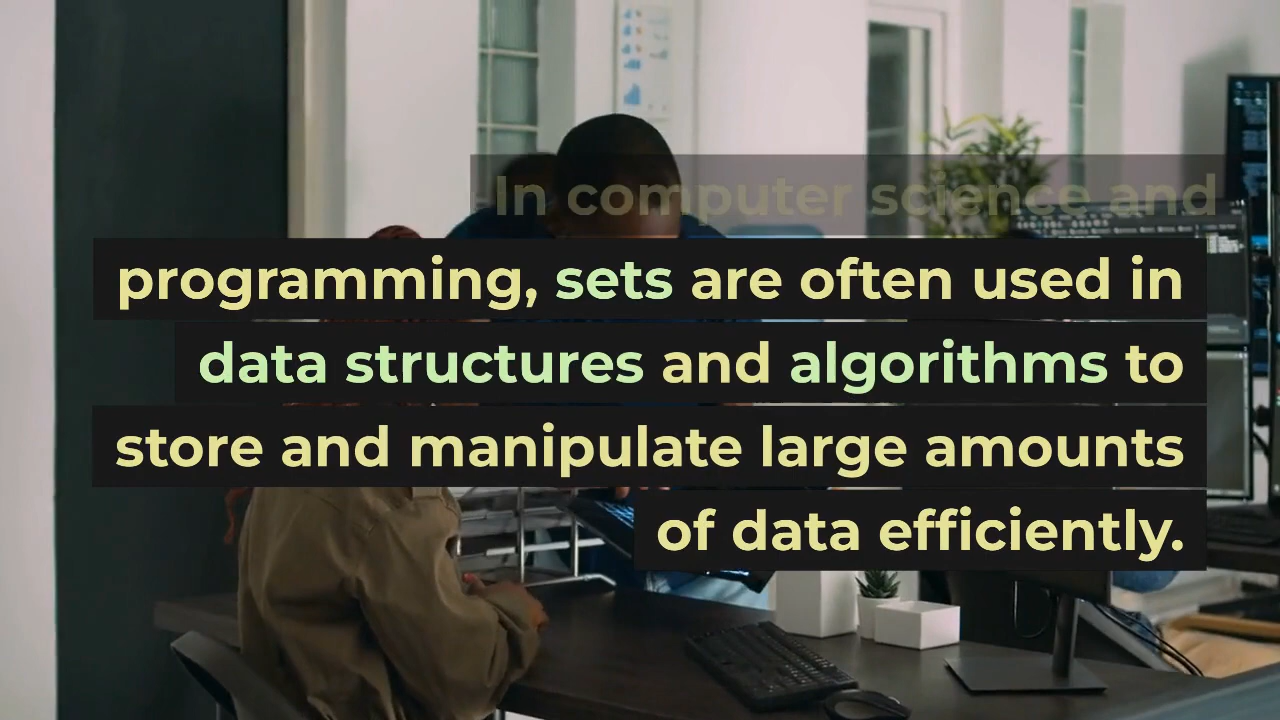 In computer science and
programming, sets are often used in
data structures and algorithms to
store and manipulate large amounts
of data efficiently.